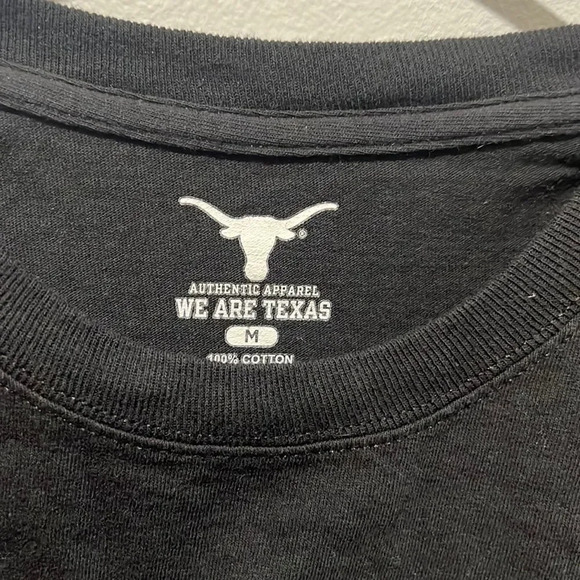 ®
AUTHENTIC APPAREL
WE ARE TEXAS
M
100% COTTON